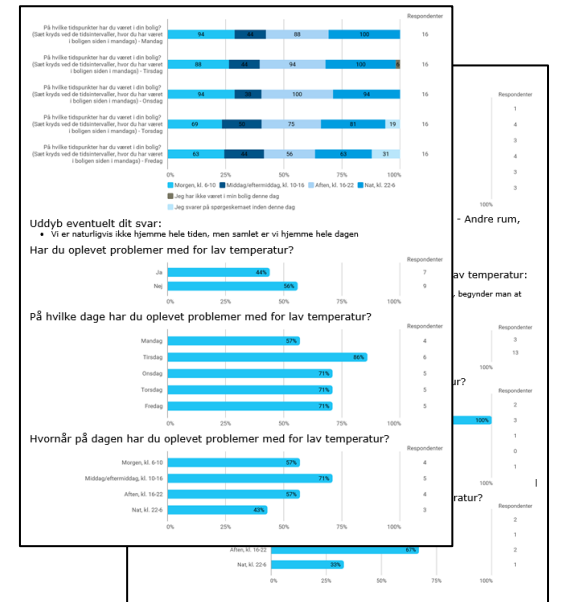 Respondenter
På hvilke tidspunkter har du været i din bolig?
(Sæt kryds ved de tidsintervaller, hvor du har været
i boligen siden i mandags) - Mandag
94 44 88 100 16
På hvilke tidspunkter har du været i din bolig?
(Sæt kryds ved de tidsintervaller, hvor du har været
i boligen siden i mandags) - Tirsdag
88 44 94 100 6 16
På hvilke tidspunkter har du været i din bolig?
(Sæt kryds ved de tidsintervaller, hvor du har været
i boligen siden i mandags) - Onsdag
94 100 94 16
På hvilke tidspunkter har du været i din bolig?
(Sæt kryds ved de tidsintervaller, hvor du har været
i boligen siden i mandags) - Torsdag
69 75 81 19 16
På hvilke tidspunkter har du været i din bolig?
(Sæt kryds ved de tidsintervaller, hvor du har været
i boligen siden i mandags) - Fredag
63 44 56 63 31 16
0% 25% 50% 75% 100%
Morgen, kl. 6-10 Middag/eftermiddag, kl. 10-16 Aften, kl. 16-22 Nat, kl. 22-6
Jeg har ikke været i min bolig denne dag
Jeg svarer på spørgeskemaet inden denne dag
Uddyb eventuelt dit svar:
• Vi er naturligvis ikke hjemme hele tiden, men samlet er vi hjemme hele dagen
Har du oplevet problemer med for lav temperatur?
Respondenter
Ja 44% 7
Nej 56% 9
0% 25% 50% 75% 100%
På hvilke dage har du oplevet problemer med for lav temperatur?
Respondenter
Mandag 57% 4
Tirsdag 86% 6
Onsdag 71% 5
Torsdag 71% 5
Fredag 71% 5
0% 25% 50% 75% 100%
Hvornår på dagen har du oplevet problemer med for lav temperatur?
Respondenter
Morgen, kl. 6-10 57% 4
Middag/eftermiddag, kl. 10-16 71% 5
Aften, kl. 16-22 57% 4
Nat, kl. 22-6 43% 3
0% 25% 50% 75% 100%
Respondenter
1
4
3
4
3
3
100%
- Andre rum,
av temperatur:
, begynder man at
Respondenter
3
13
100%
ur?
Respondenter
2
100% 3
1
0
1
100%
ratur?
Respondenter
2
1
Aften, kl. 16-22 67% 2
Nat, kl. 22-6 33% 1
0% 25% 50% 75% 100%